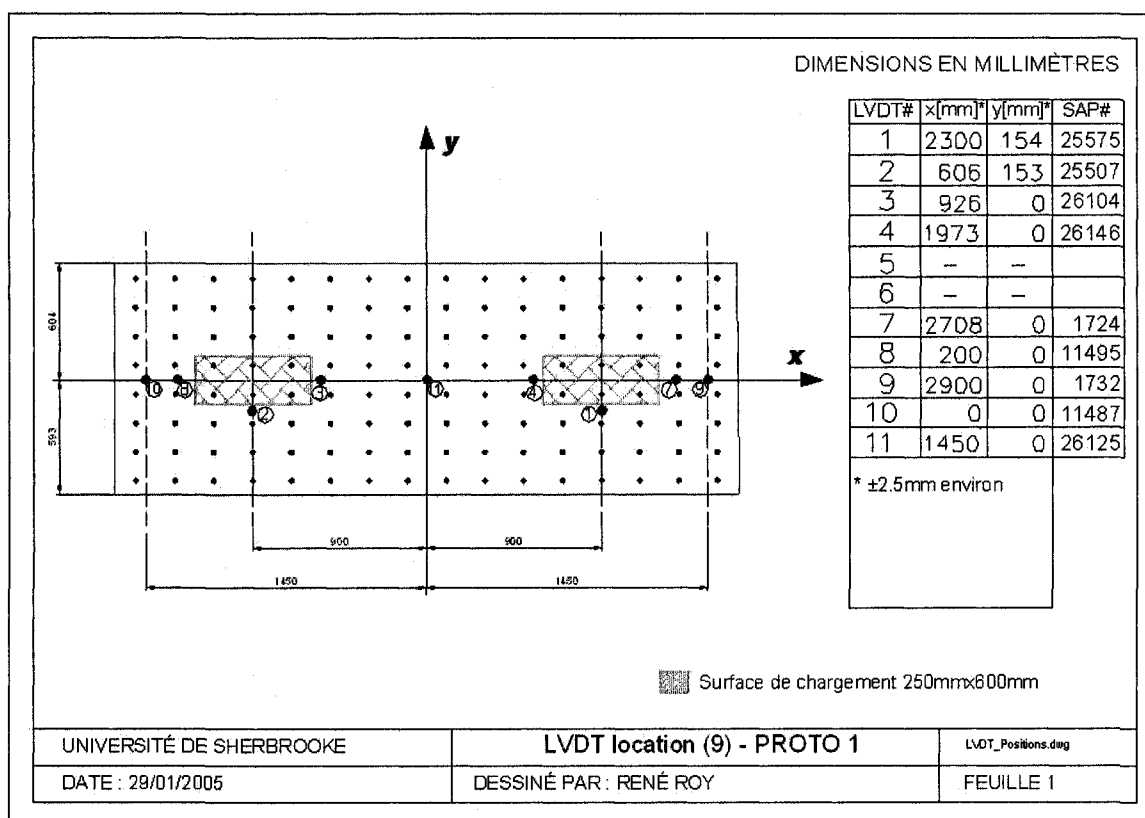 DIMENSIONS EN MILLIMÈTRES
LVDT# x[mm]* y[mm]* SAP#
1 2300 154 25575
2 606 153 25507
3 926 0 26104
4 1973 0 26146
5 – –
6 – –
7 2708 0 1724
8 200 0 11495
9 2900 0 1732
10 0 0 11487
11 1450 0 26125
* ±2.5mm environ
y
x
604
593
10 8 3 11 4 7 9
2 1
900 900
1450 1450
Surface de chargement 250mmx600mm
UNIVERSITÉ DE SHERBROOKE
LVDT location (9) - PROTO 1
LVDT_Positions.dwg
DATE : 29/01/2005
DESSINÉ PAR : RENÉ ROY
FEUILLE 1